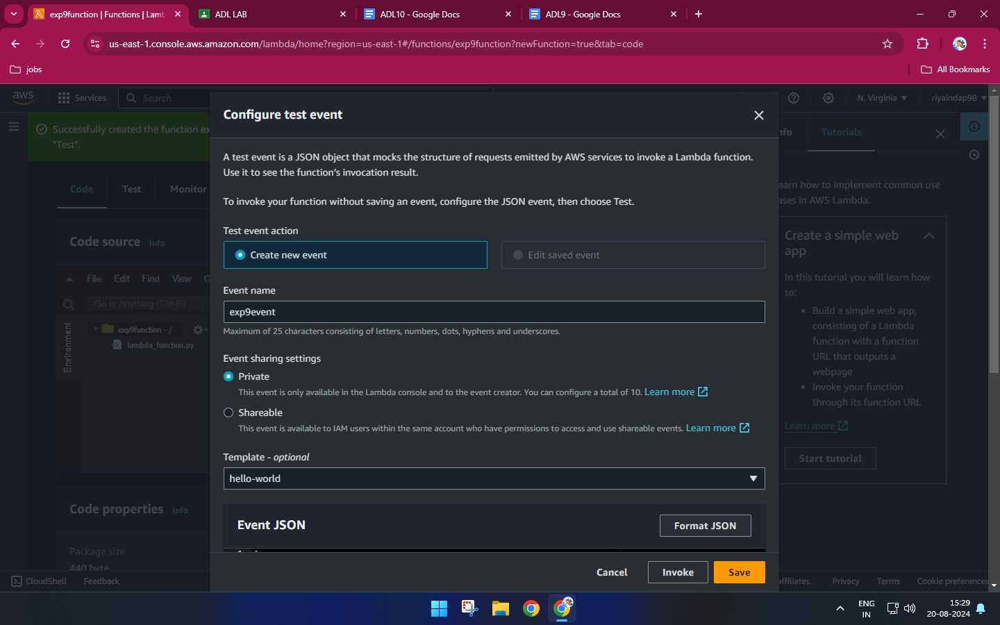 exp9function | Functions | Lamb
ADL LAB
ADL10 - Google Docs
ADL9 - Google Docs
us-east-1.console.aws.amazon.com/lambda/home?region=us-east-1#/functions/exp9function?newFunction=true&tab=code
jobs
All Bookmarks
aws
Services
Search
N. Virginia
riyaindap98
Successfully created the function ex
"Test".
Code
Test
Monitor
Code source
Info
File
Edit
Find
View
G
Go to Anything (Ctrl-P)
Environment
exp9function - /
lambda_function.py
Code properties
Info
Package size
440 byte
Configure test event
A test event is a JSON object that mocks the structure of requests emitted by AWS services to invoke a Lambda function.
Use it to see the function's invocation result.
To invoke your function without saving an event, configure the JSON event, then choose Test.
Test event action
Create new event
Edit saved event
Event name
exp9event
Maximum of 25 characters consisting of letters, numbers, dots, hyphens and underscores.
Event sharing settings
Private
This event is only available in the Lambda console and to the event creator. You can configure a total of 10. Learn more
Shareable
This event is available to IAM users within the same account who have permissions to access and use shareable events. Learn more
Template - optional
hello-world
Event JSON
Format JSON
Cancel
Invoke
Save
nfo
Tutorials
earn how to implement common use
ases in AWS Lambda.
Create a simple web
app
In this tutorial you will learn how
to:
• Build a simple web app,
consisting of a Lambda
function with a function
URL that outputs a
webpage
• Invoke your function
through its function URL
Learn more
Start tutorial
CloudShell
Feedback
affiliates.
Privacy
Terms
Cookie preferences
ENG
IN
15:29
20-08-2024